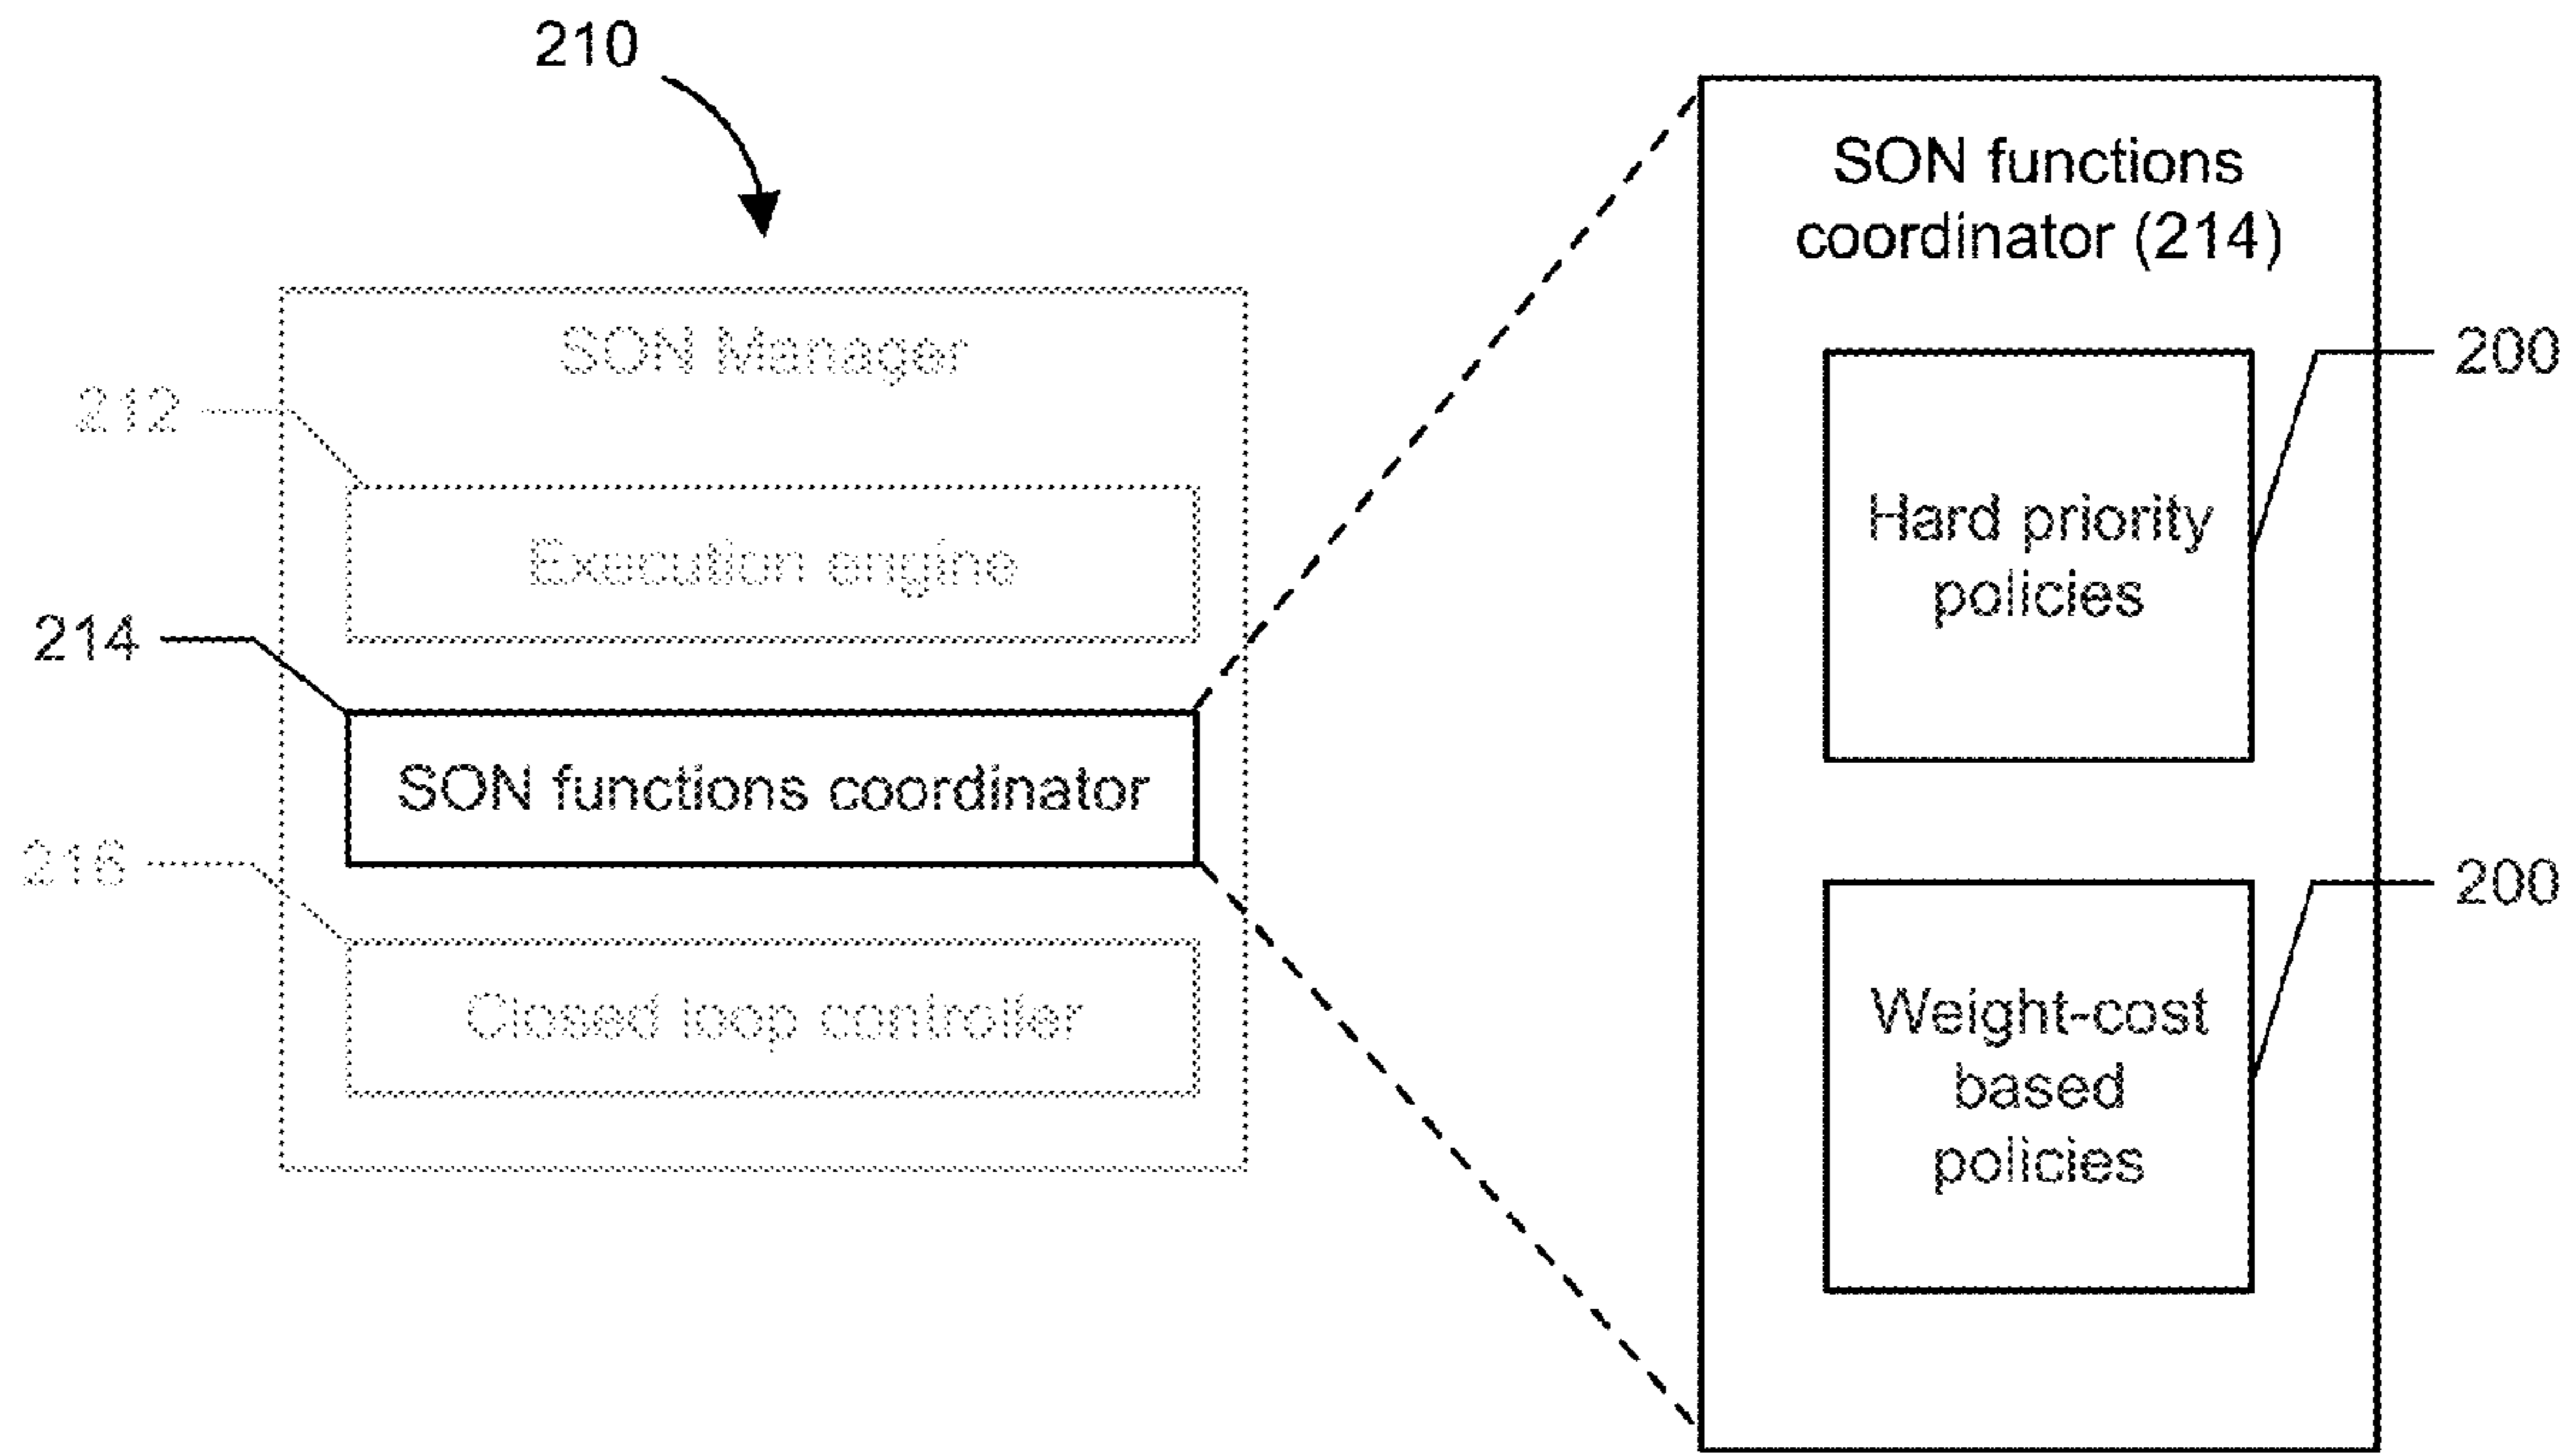 210
SON Manager
212
Execution engine
214
SON functions coordinator
216
Closed loop controller
SON functions
coordinator (214)
200
Hard priority
policies
200
Weight-cost
based
policies